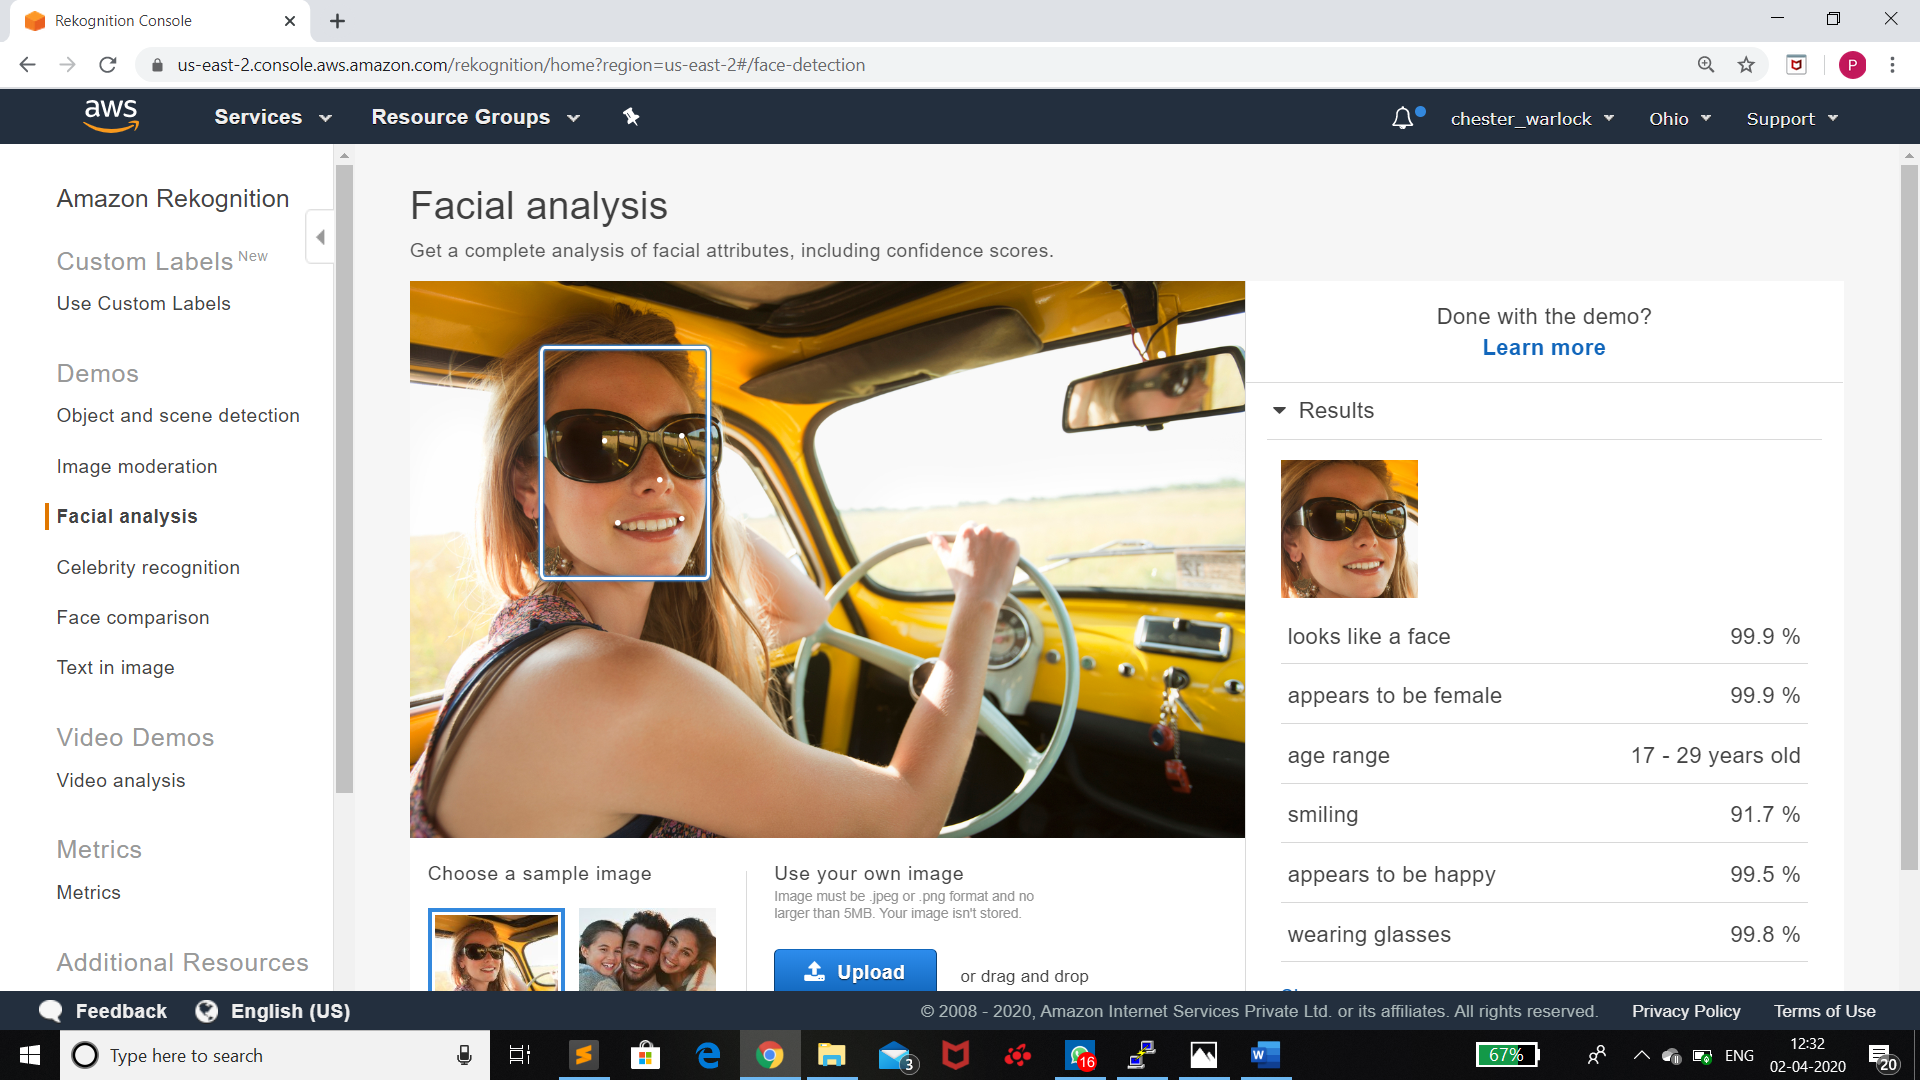 Rekognition Console
us-east-2.console.aws.amazon.com/rekognition/home?region=us-east-2#/face-detection
P
aws
Services
Resource Groups
chester_warlock
Ohio
Support
Amazon Rekognition
Custom Labels New
Use Custom Labels
Demos
Object and scene detection
Image moderation
Facial analysis
Celebrity recognition
Face comparison
Text in image
Video Demos
Video analysis
Metrics
Metrics
Additional Resources
Facial analysis
Get a complete analysis of facial attributes, including confidence scores.
Choose a sample image
Use your own image
Image must be .jpeg or .png format and no
larger than 5MB. Your image isn't stored.
Upload
or drag and drop
Done with the demo?
Learn more
Results
looks like a face 99.9 %
appears to be female 99.9 %
age range 17 - 29 years old
smiling 91.7 %
appears to be happy 99.5 %
wearing glasses 99.8 %
Feedback
English (US)
© 2008 - 2020, Amazon Internet Services Private Ltd. or its affiliates. All rights reserved.
Privacy Policy
Terms of Use
Type here to search
3
16
67%
ENG
12:32
02-04-2020
20